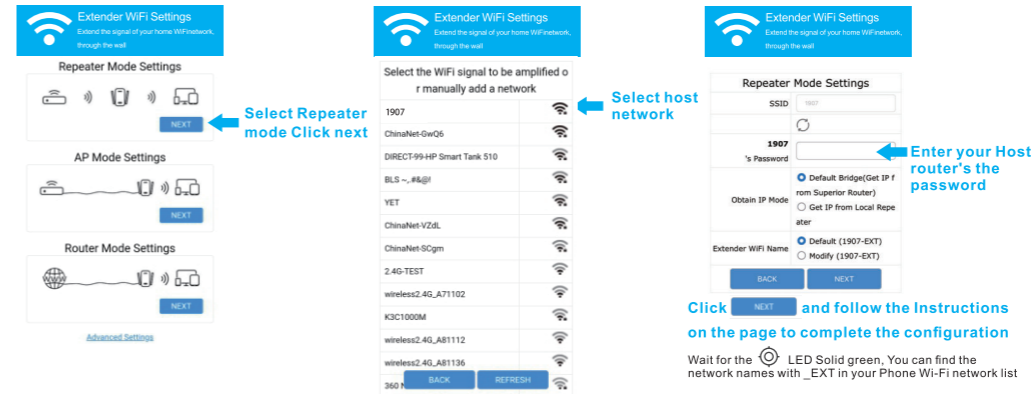 Extender WiFi Settings
Extend the signal of your home WiFinetwork,
through the wall
Repeater Mode Settings
NEXT
Select Repeater
mode Click next
AP Mode Settings
NEXT
Router Mode Settings
WWW
NEXT
Advanced Settings
Extender WiFi Settings
Extend the signal of your home WiFinetwork,
through the wall
Select the WiFi signal to be amplified o
r manually add a network
1907
Select host
network
ChinaNet-GwQ6
DIRECT-99-HP Smart Tank 510
BLS ~,.#&@!
YET
ChinaNet-VZdL
ChinaNet-SCgm
2.4G-TEST
wireless2.4G_A71102
K3C1000M
wireless2.4G_A81112
wireless2.4G_A81136
360
BACK
REFRESH
Extender WiFi Settings
Extend the signal of your home WiFinetwork,
through the wall
Repeater Mode Settings
SSID
1907
1907
's Password
Enter your Host
router's the
password
Obtain IP Mode
Default Bridge(Get IP f
rom Superior Router)
Get IP from Local Repe
ater
Extender WiFi Name
Default (1907-EXT)
Modify (1907-EXT)
BACK
NEXT
Click NEXT and follow the Instructions
on the page to complete the configuration
Wait for the LED Solid green, You can find the
network names with _EXT in your Phone Wi-Fi network list